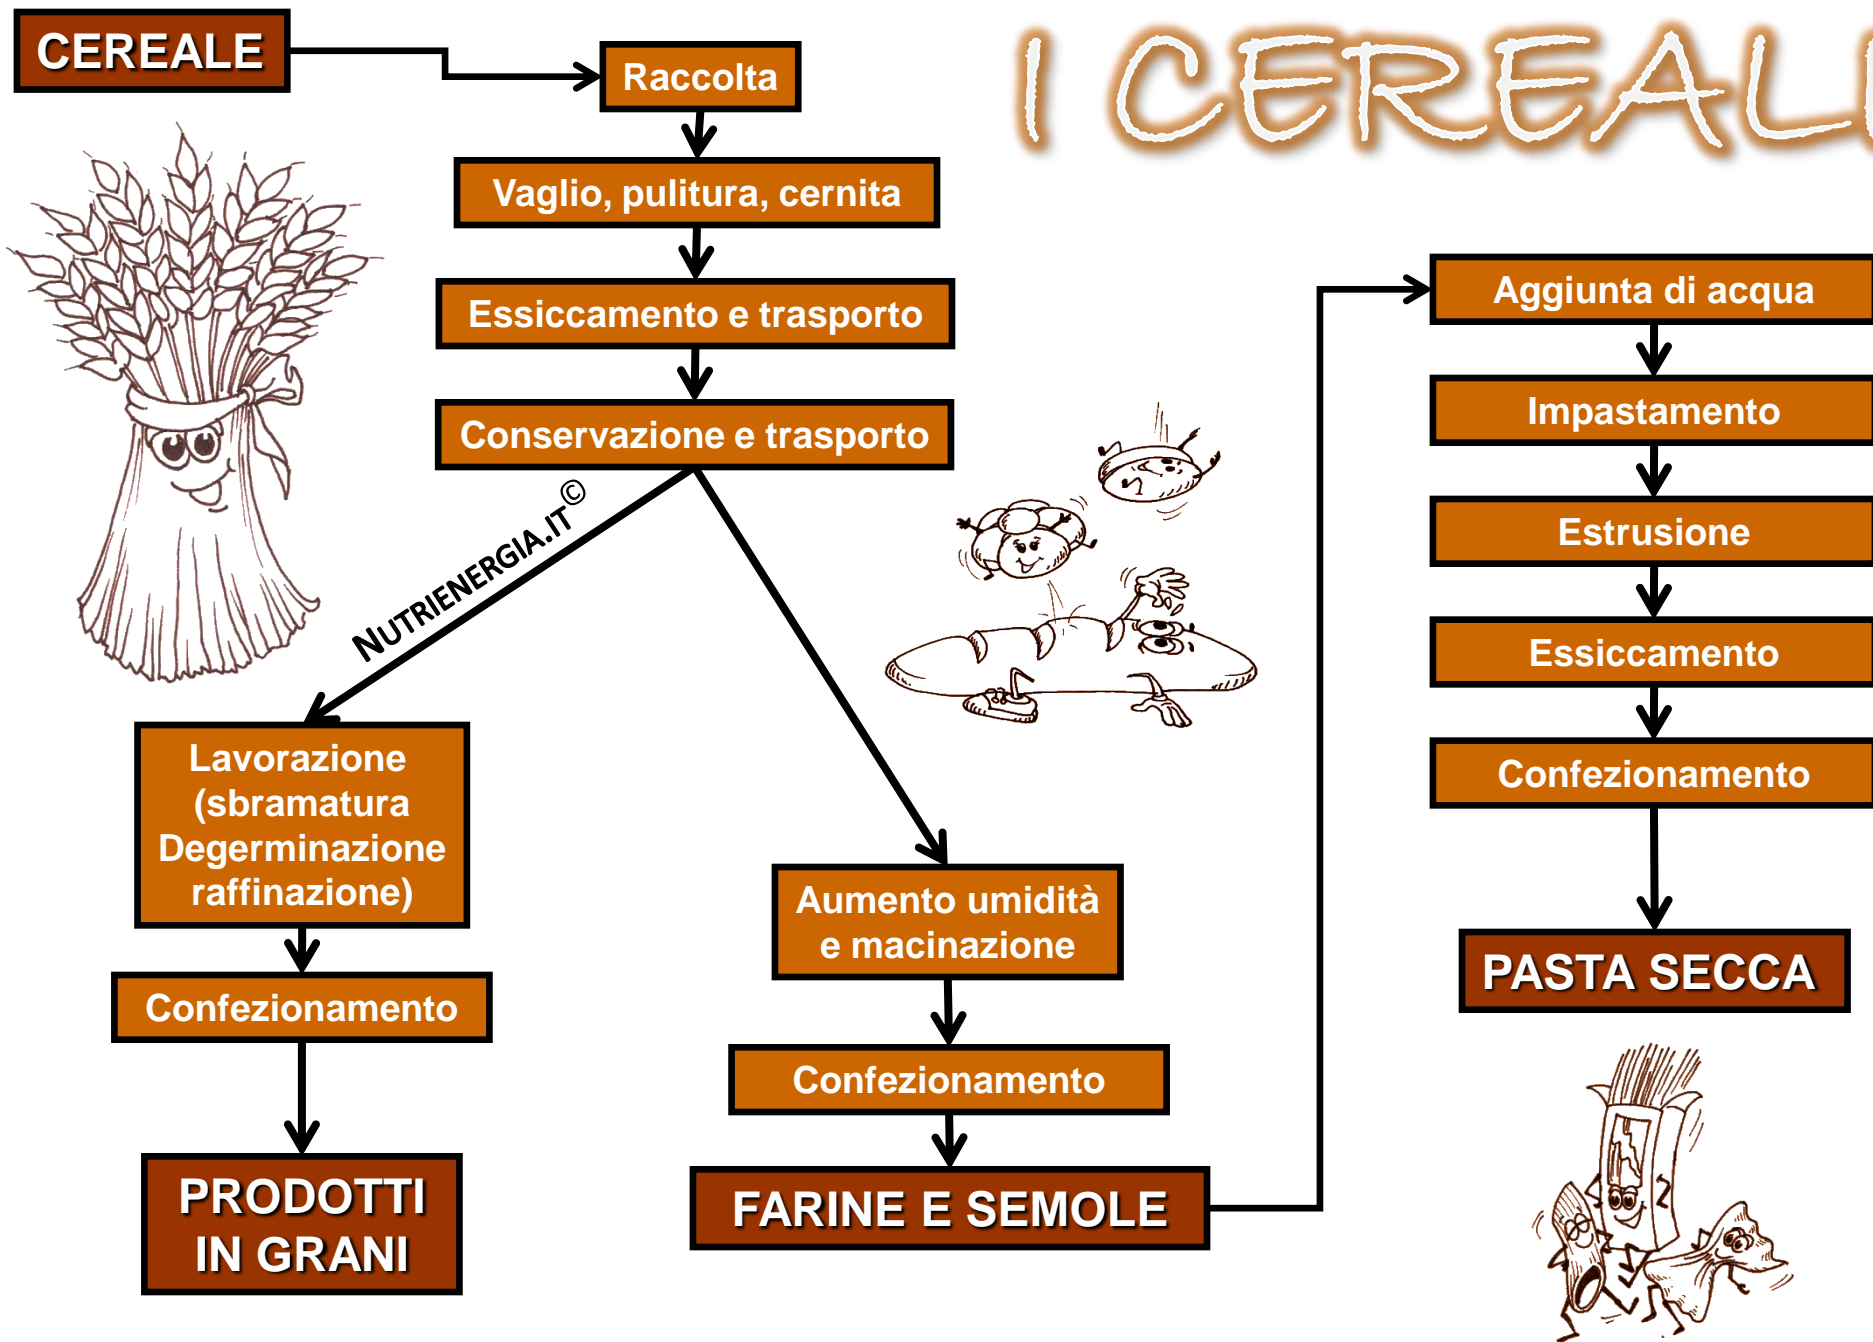 CEREALE
I CEREALI
Raccolta
Vaglio, pulitura, cernita
Essiccamento e trasporto
Conservazione e trasporto
NUTRIENERGIA.IT©
Lavorazione
(sbramatura
Degerminazione
raffinazione)
Confezionamento
PRODOTTI
IN GRANI
Aumento umidità
e macinazione
Confezionamento
FARINE E SEMOLE
Aggiunta di acqua
Impastamento
Estrusione
Essiccamento
Confezionamento
PASTA SECCA